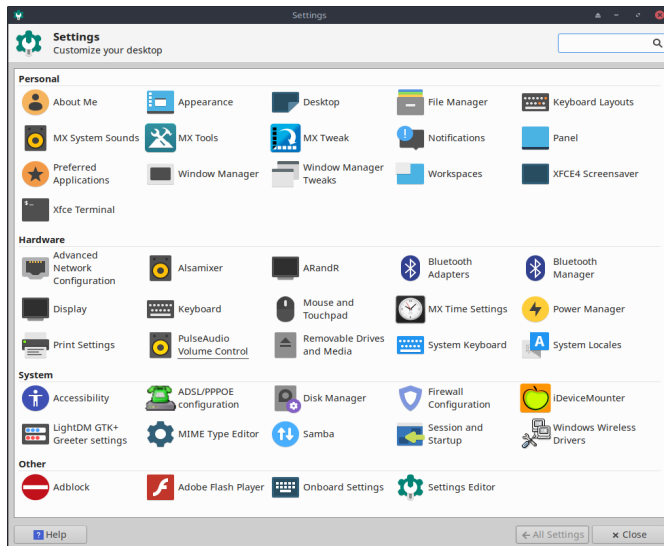 Settings
Settings
Customize your desktop
Personal
About Me
Appearance
Desktop
File Manager
Keyboard Layouts
MX System Sounds
MX Tools
MX Tweak
Notifications
Panel
Preferred
Applications
Window Manager
Window Manager
Tweaks
Workspaces
XFCE4 Screensaver
Xfce Terminal
Hardware
Advanced
Network
Configuration
Alsamixer
ARandR
Bluetooth
Adapters
Bluetooth
Manager
Display
Keyboard
Mouse and
Touchpad
MX Time Settings
Power Manager
Print Settings
PulseAudio
Volume Control
Removable Drives
and Media
System Keyboard
A
System Locales
System
Accessibility
ADSL/PPPOE
configuration
Disk Manager
Firewall
Configuration
iDeviceMounter
LightDM GTK+
Greeter settings
MIME Type Editor
Samba
Session and
Startup
Windows Wireless
Drivers
Other
Adblock
Adobe Flash Player
Onboard Settings
Settings Editor
? Help
All Settings
Close